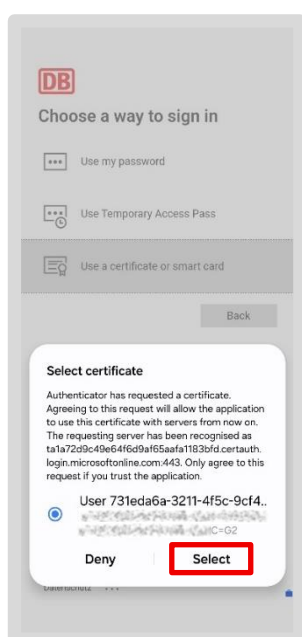 DB
Choose a way to sign in
Use my password
Use Temporary Access Pass
Use a certificate or smart card
Back
Select certificate
Authenticator has requested a certificate.
Agreeing to this request will allow the application
to use this certificate with servers from now on.
The requesting server has been recognised as
ta1a72d9c49e64f6d9af65aafa1183bfd.certauth.
login.microsoftonline.com:443. Only agree to this
request if you trust the application.
User 731eda6a-3211-4f5c-9cf4..
C=G2
Deny Select
Datenschutz ...